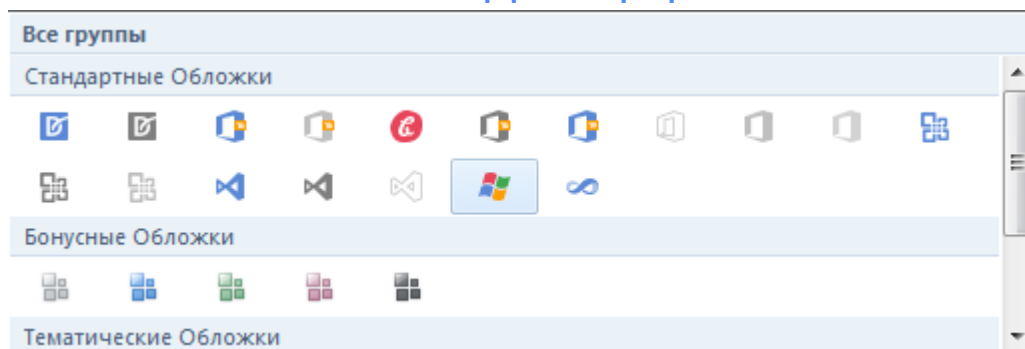 Все группы
Стандартные Обложки
Бонусные Обложки
Тематические Обложки